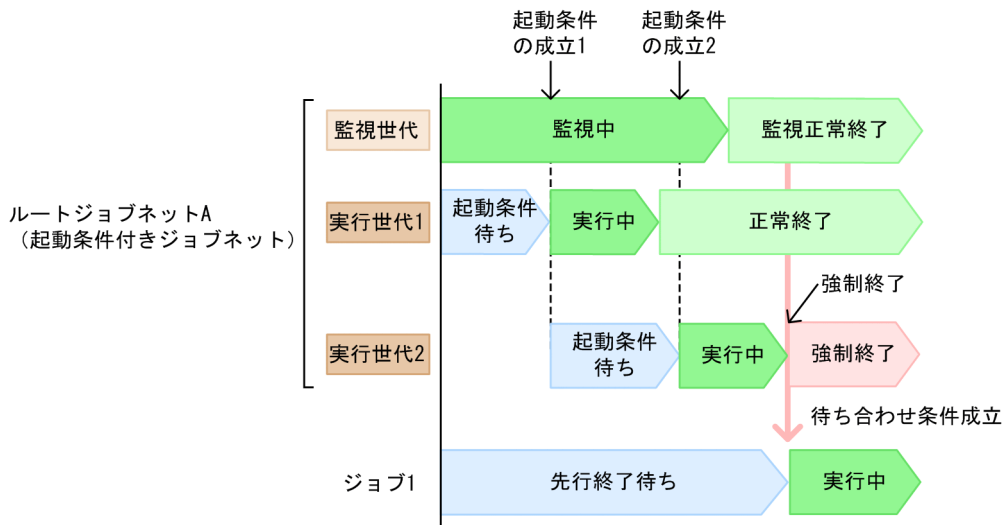 起動条件
の成立1
起動条件
の成立2
監視世代
監視中
監視正常終了
ルートジョブネットA
（起動条件付きジョブネット）
実行世代1
起動条件
待ち
実行中
正常終了
強制終了
実行世代2
起動条件
待ち
実行中
強制終了
待ち合わせ条件成立
ジョブ1
先行終了待ち
実行中